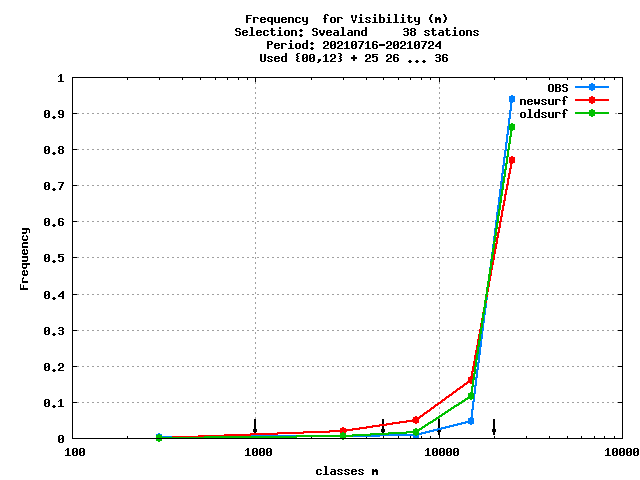 Frequency  for Visibility (m)
Selection: Svealand     38 stations
Period: 20210716-20210724
Used {00,12} + 25 26 ... 36
OBS
newsurf
oldsurf
1
0.9
0.8
0.7
0.6
0.5
0.4
0.3
0.2
0.1
0
Frequency
100
1000
10000
10000
classes m